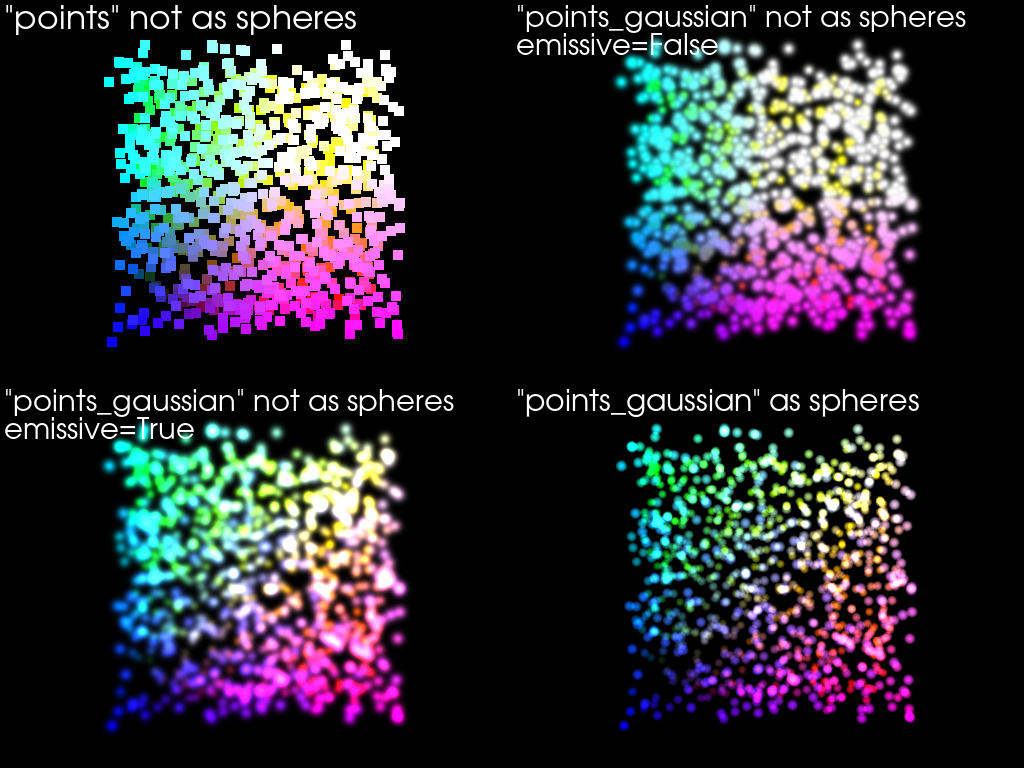 "points" not as spheres
"points_gaussian" not as spheres
emissive=False
"points_gaussian" not as spheres
emissive=True
"points_gaussian" as spheres